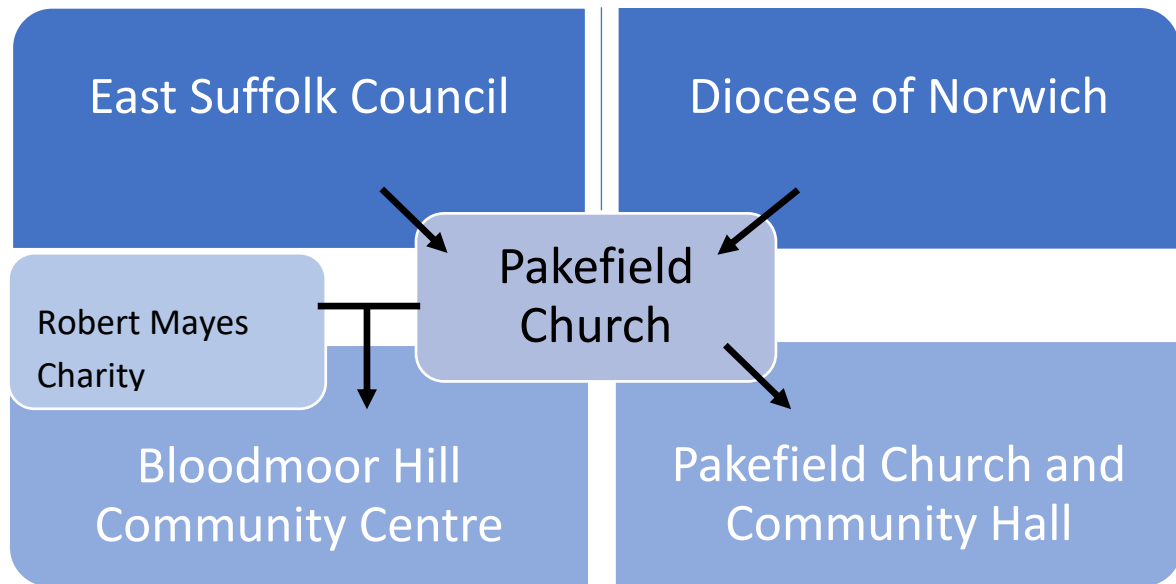 East Suffolk Council
Diocese of Norwich
Pakefield
Church
Robert Mayes
Charity
Bloodmoor Hill
Community Centre
Pakefield Church and
Community Hall